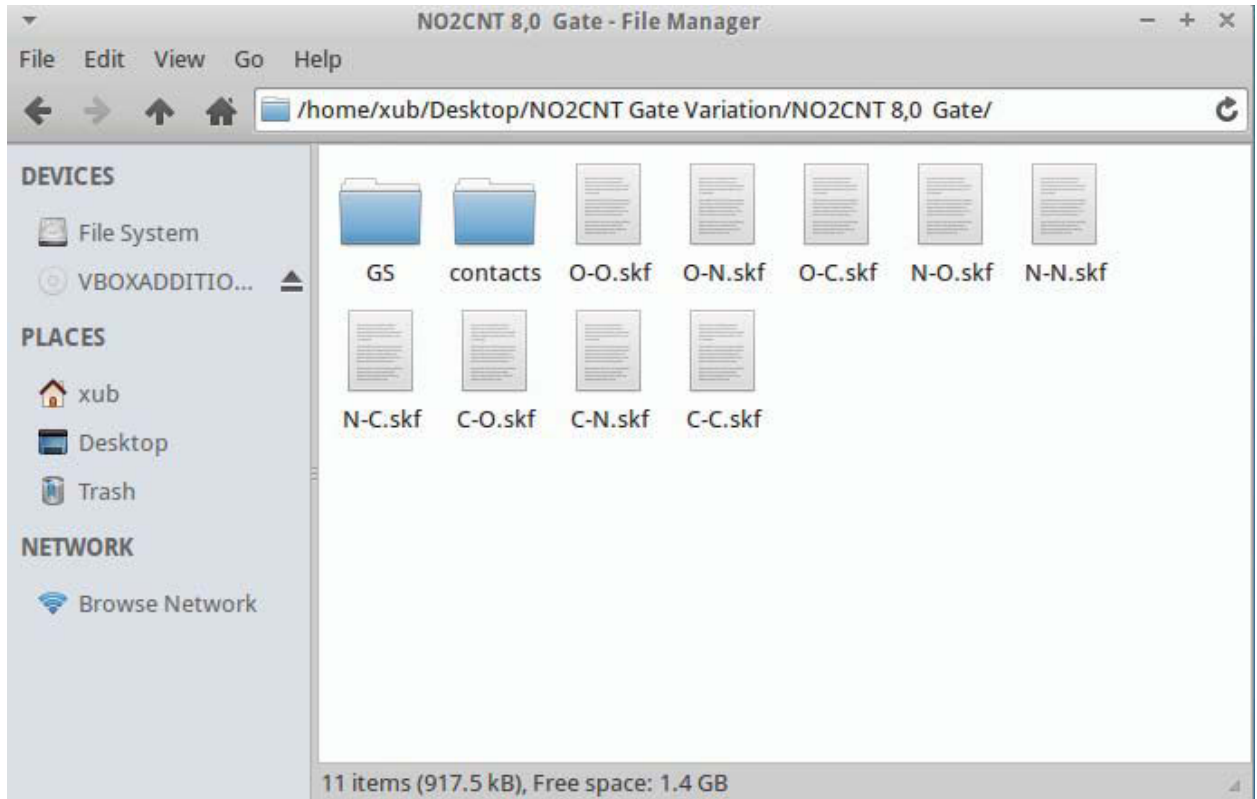 NO2CNT 8,0  Gate - File Manager
File Edit View Go Help
/home/xub/Desktop/NO2CNT Gate Variation/NO2CNT 8,0  Gate/
DEVICES
File System
VBOXADDITIO...
PLACES
xub
Desktop
Trash
NETWORK
Browse Network
GS contacts O-O.skf O-N.skf O-C.skf N-O.skf N-N.skf
N-C.skf C-O.skf C-N.skf C-C.skf
11 items (917.5 kB), Free space: 1.4 GB